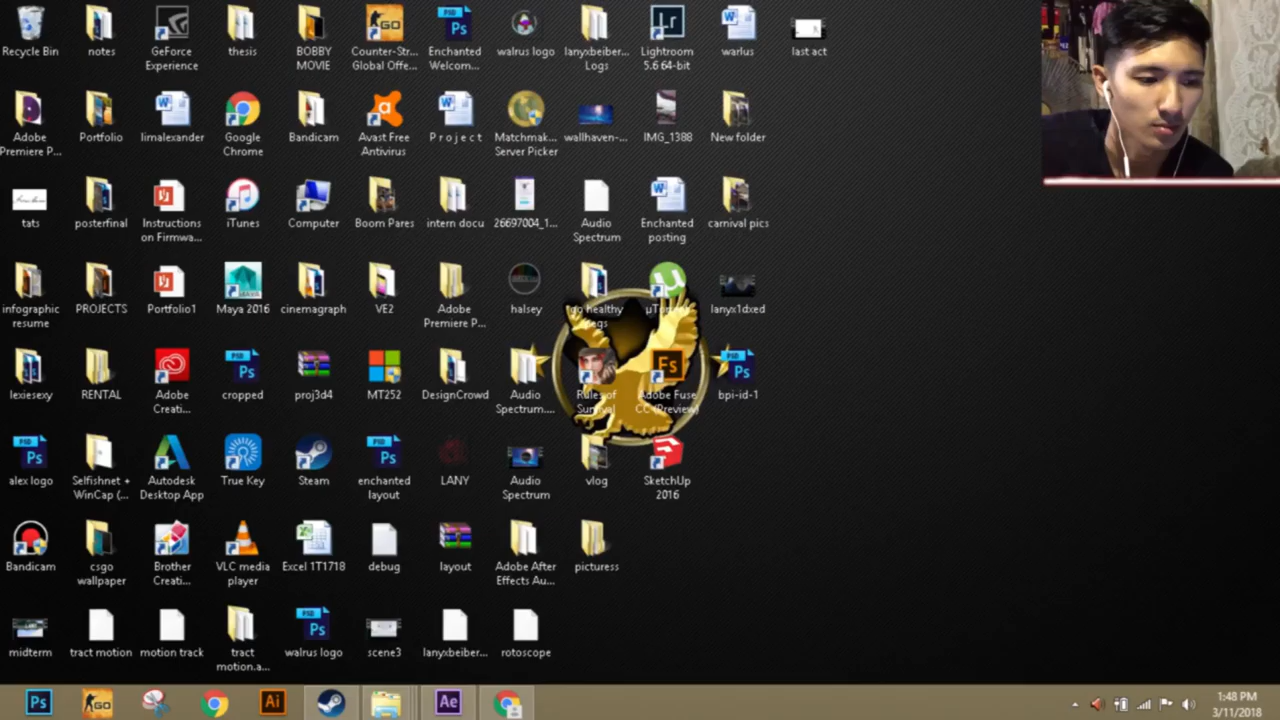 Recycle Bin
notes
GeForce
Experience
thesis
BOBBY
MOVIE
Counter-Str...
Global Offe...
Enchanted
Welcom...
walrus logo
lanyxbeiber...
Logs
Lightroom
5.6 64-bit
warlus
last act
Adobe
Premiere P...
Portfolio
limalexander
Google
Chrome
Bandicam
Avast Free
Antivirus
P r o j e c t
Matchmak...
Server Picker
wallhaven-...
IMG_1388
New folder
tats
posterfinal
Instructions
on Firmwa...
iTunes
Computer
Boom Pares
intern docu
26697004_1...
Audio
Spectrum
Enchanted
posting
carnival pics
infographic
resume
PROJECTS
Portfolio1
Maya 2016
cinemagraph
VE2
Adobe
Premiere P...
halsey
go healthy
lanyx1dxed
lexiesexy
RENTAL
Adobe
Creati...
cropped
proj3d4
MT252
DesignCrowd
Audio
Spectrum....
Rules of
Survival
Adobe Fuse
CC (Preview)
bpi-id-1
alex logo
Selfishnet +
WinCap (...
Autodesk
Desktop App
True Key
Steam
enchanted
layout
LANY
Audio
Spectrum
vlog
SketchUp
2016
Bandicam
csgo
wallpaper
Brother
Creati...
VLC media
player
Excel 1T1718
debug
layout
Adobe After
Effects Au...
picturess
midterm
tract motion
motion track
tract
motion.a...
walrus logo
scene3
lanyxbeiber...
rotoscope
Ps
GO
Ai
Ae
1:48 PM
3/11/2018